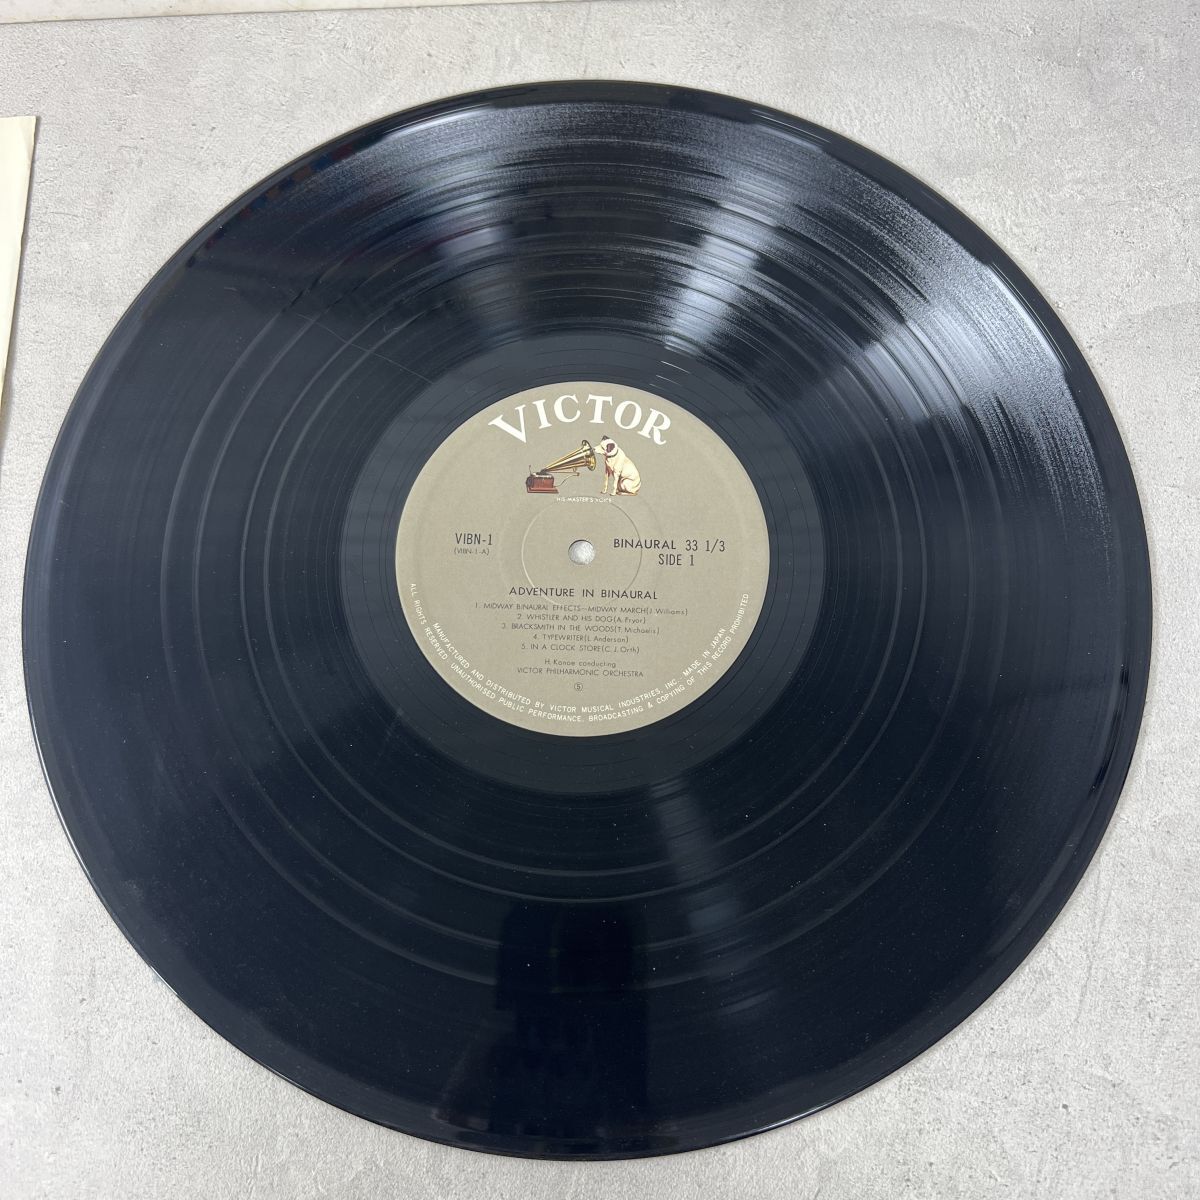 VICTOR
"HIS MASTER'S VOICE"
VIBN-1
(VIBN-1-A)
BINAURAL 33 1/3
SIDE 1
ADVENTURE IN BINAURAL
1. MIDWAY BINAURAL EFFECTS—MIDWAY MARCH(J.Williams)
2. WHISTLER AND HIS DOG(A.Pryor)
3. BRACKSMITH IN THE WOODS(T.Michaelis)
4. TYPEWRITER(L.Anderson)
5. IN A CLOCK STORE(C.J.Orth)
H.Konoe conducting
VICTOR PHILHARMONIC ORCHESTRA
Ⓢ
MANUFACTURED AND DISTRIBUTED BY VICTOR MUSICAL INDUSTRIES, INC. MADE IN JAPAN
ALL RIGHTS RESERVED. UNAUTHORISED PUBLIC PERFORMANCE, BROADCASTING & COPYING OF THIS RECORD PROHIBITED